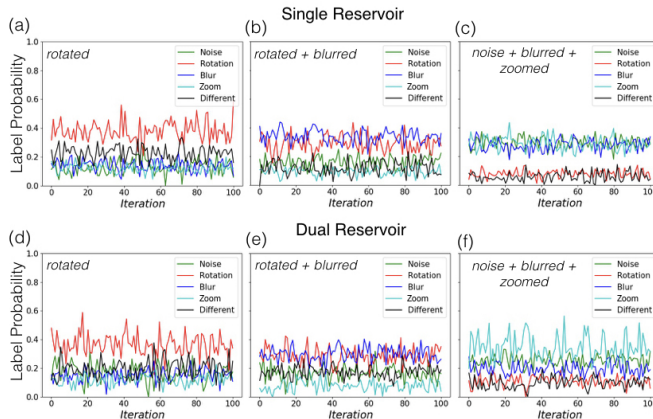 Single Reservoir
(a)
rotated
Noise
Rotation
Blur
Zoom
Different
Label Probability
1.0
0.8
0.6
0.4
0.2
0.0
0 20 40 60 80 100
Iteration
(b)
rotated + blurred
Noise
Rotation
Blur
Zoom
Different
0 20 40 60 80 100
Iteration
(c)
noise + blurred +
zoomed
Noise
Rotation
Blur
Zoom
Different
0 20 40 60 80 100
Iteration
Dual Reservoir
(d)
rotated
Noise
Rotation
Blur
Zoom
Different
Label Probability
1.0
0.8
0.6
0.4
0.2
0.0
0 20 40 60 80 100
Iteration
(e)
rotated + blurred
Noise
Rotation
Blur
Zoom
Different
0 20 40 60 80 100
Iteration
(f)
noise + blurred +
zoomed
Noise
Rotation
Blur
Zoom
Different
0 20 40 60 80 100
Iteration